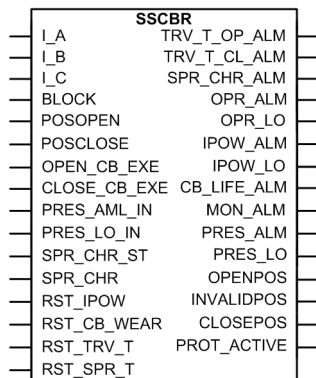 SSCBR
I_A TRV_T_OP_ALM
I_B TRV_T_CL_ALM
I_C SPR_CHR_ALM
BLOCK OPR_ALM
POSOPEN OPR_LO
POSCLOSE IPOW_ALM
OPEN_CB_EXE IPOW_LO
CLOSE_CB_EXE CB_LIFE_ALM
PRES_AML_IN MON_ALM
PRES_LO_IN PRES_ALM
SPR_CHR_ST PRES_LO
SPR_CHR OPENPOS
RST_IPOW INVALIDPOS
RST_CB_WEAR CLOSEPOS
RST_TRV_T PROT_ACTIVE
RST_SPR_T